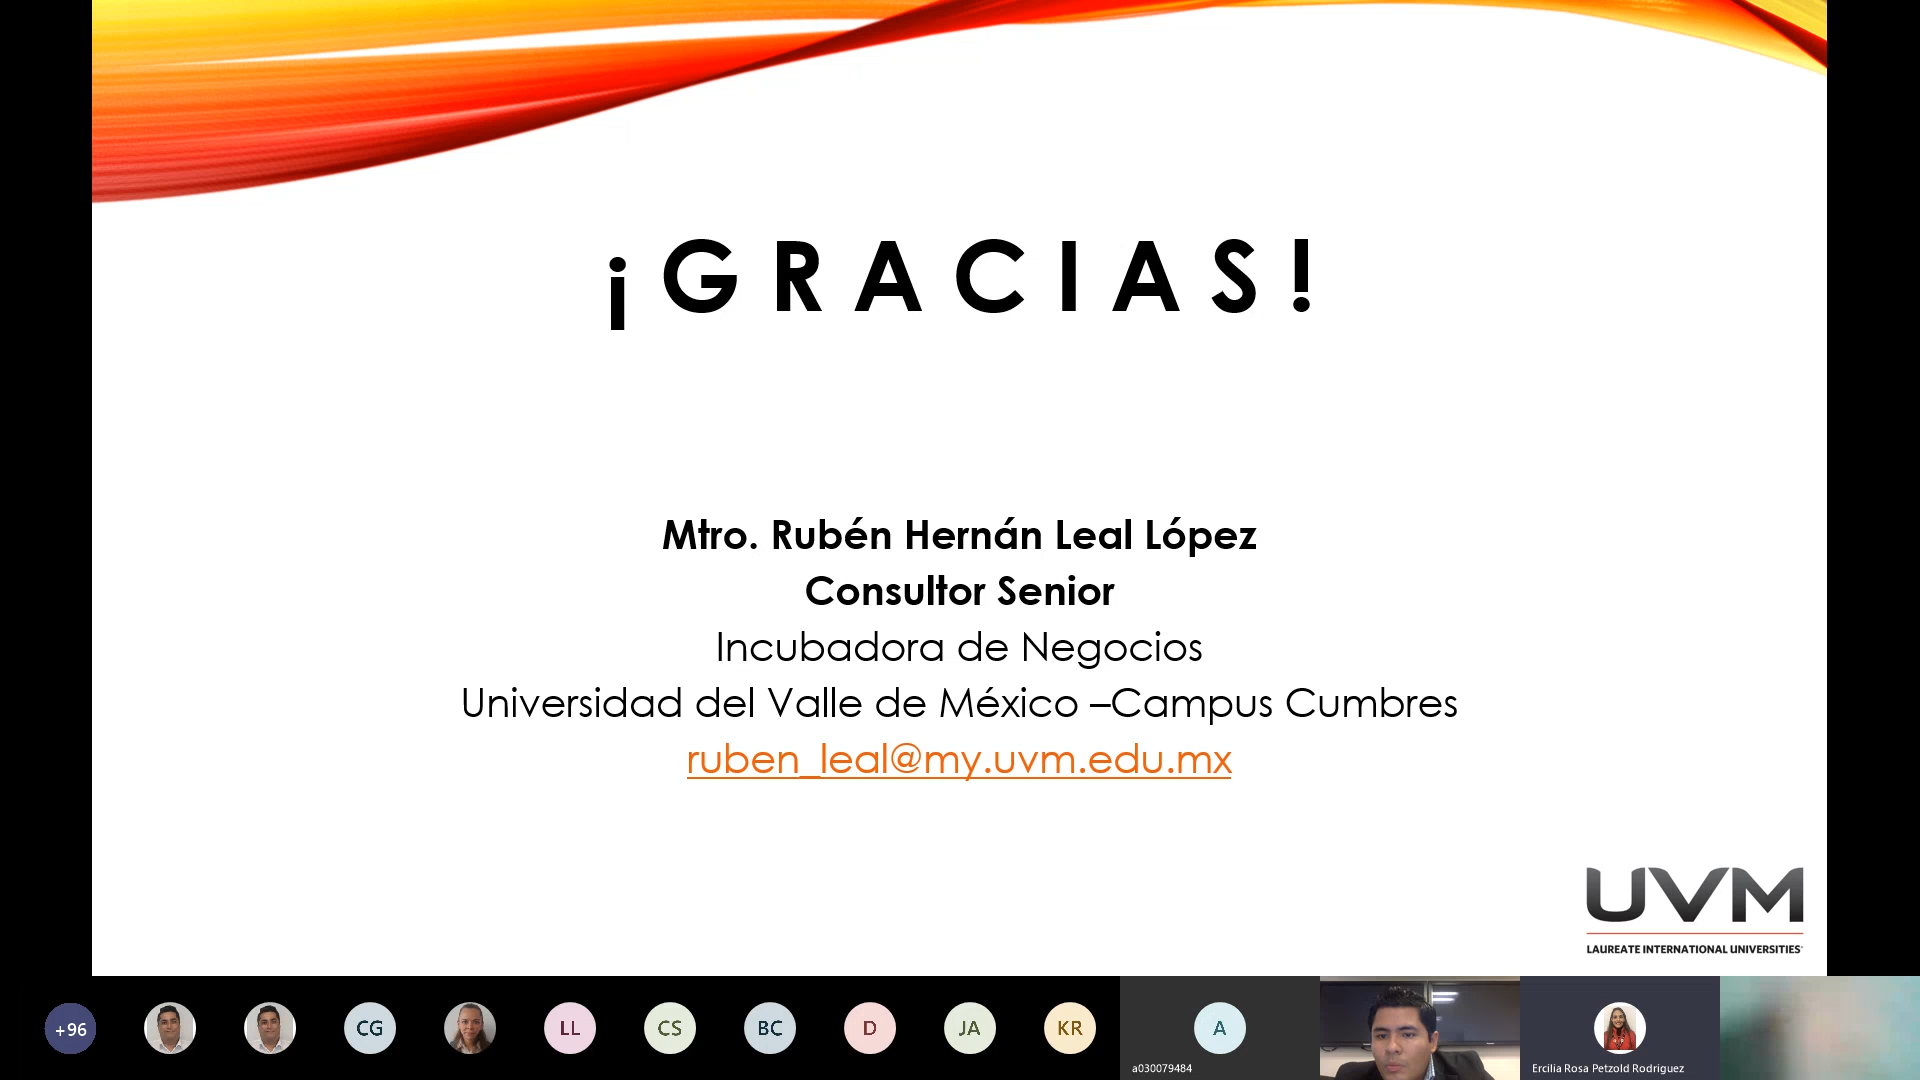 ¡GRACIAS!
Mtro. Rubén Hernán Leal López
Consultor Senior
Incubadora de Negocios
Universidad del Valle de México –Campus Cumbres
ruben_leal@my.uvm.edu.mx
UVM
LAUREATE INTERNATIONAL UNIVERSITIES
+96
CG
LL
CS
BC
D
JA
KR
A
a030079484
Ercilia Rosa Petzold Rodriguez